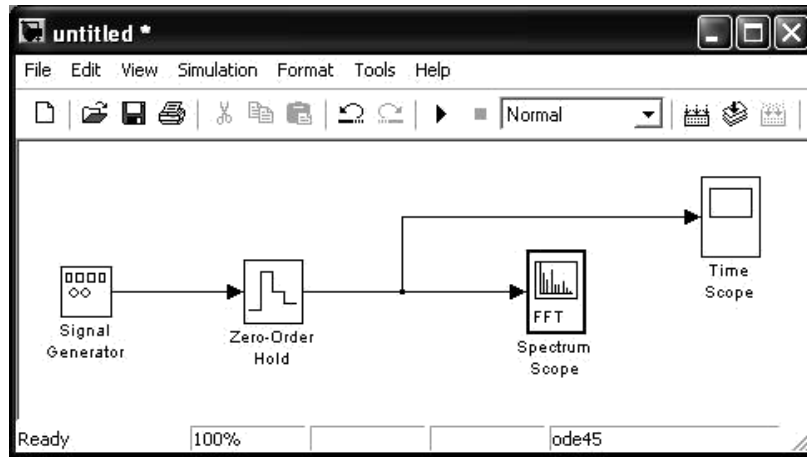 untitled *
File Edit View Simulation Format Tools Help
Normal
Time
Scope
Signal
Generator
Zero-Order
Hold
FFT
Spectrum
Scope
Ready 100% ode45